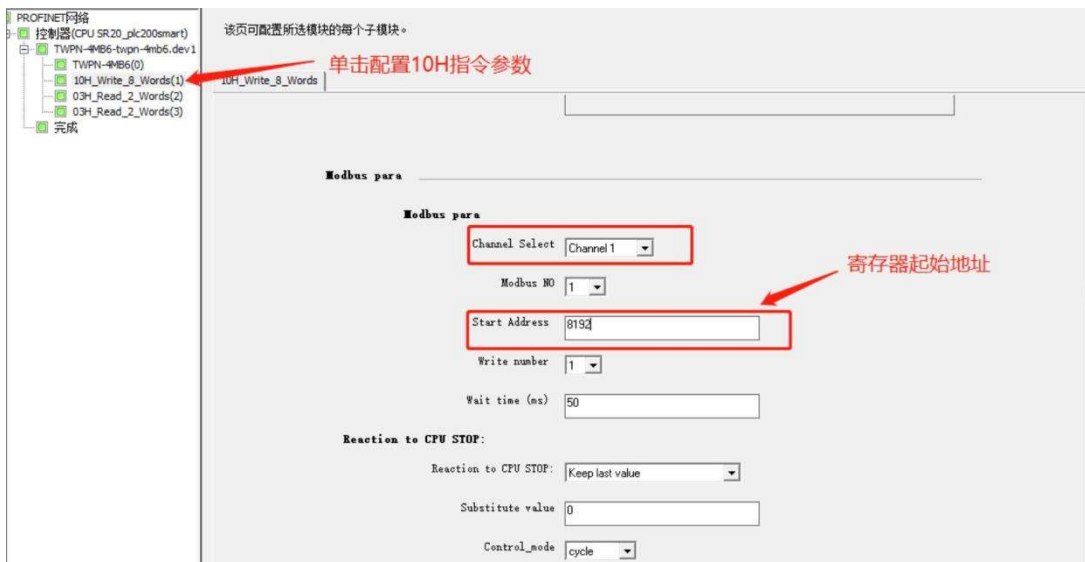 PROFINET网络
控制器(CPU SR20_plc200smart)
TWPN-4MB6-twpn-4mb6.dev1
TWPN-4MB6(0)
10H_Write_8_Words(1)
03H_Read_2_Words(2)
03H_Read_2_Words(3)
完成
该页可配置所选模块的每个子模块。
单击配置10H指令参数
10H_Write_8_Words
Modbus para
Modbus para
Channel Select Channel 1
寄存器起始地址
Modbus NO 1
Start Address 8192
Write number 1
Wait time (ms) 50
Reaction to CPU STOP:
Reaction to CPU STOP: Keep last value
Substitute value 0
Control_mode cycle